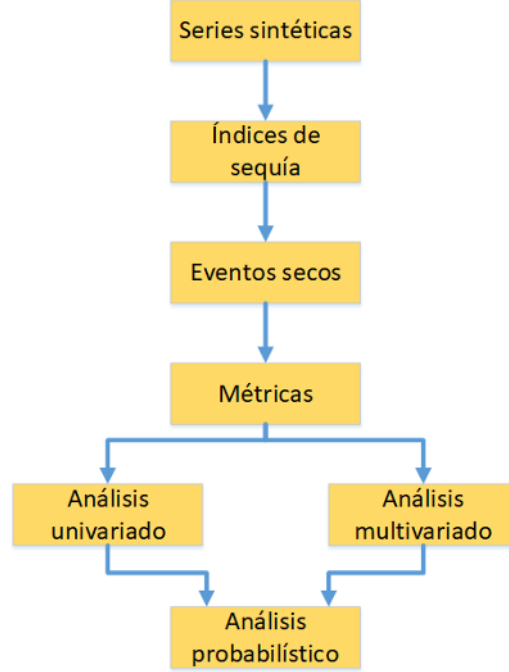 Series sintéticas
Índices de
sequía
Eventos secos
Métricas
Análisis
univariado
Análisis
multivariado
Análisis
probabilístico